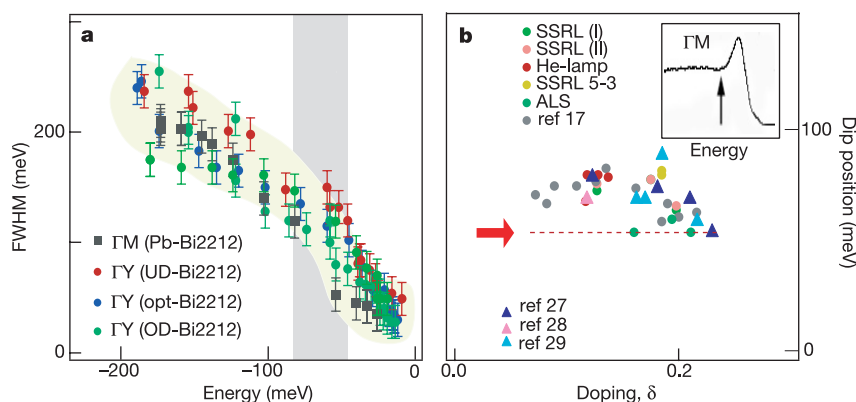 a
FWHM (meV)
200
0
ΓM (Pb-Bi2212)
ΓY (UD-Bi2212)
ΓY (opt-Bi2212)
ΓY (OD-Bi2212)
−200
−100
0
Energy (meV)
b
SSRL (I)
SSRL (II)
He-lamp
SSRL 5-3
ALS
ref 17
ΓM
Energy
ref 27
ref 28
ref 29
100
0
Dip position (meV)
0.0
0.2
Doping, δ